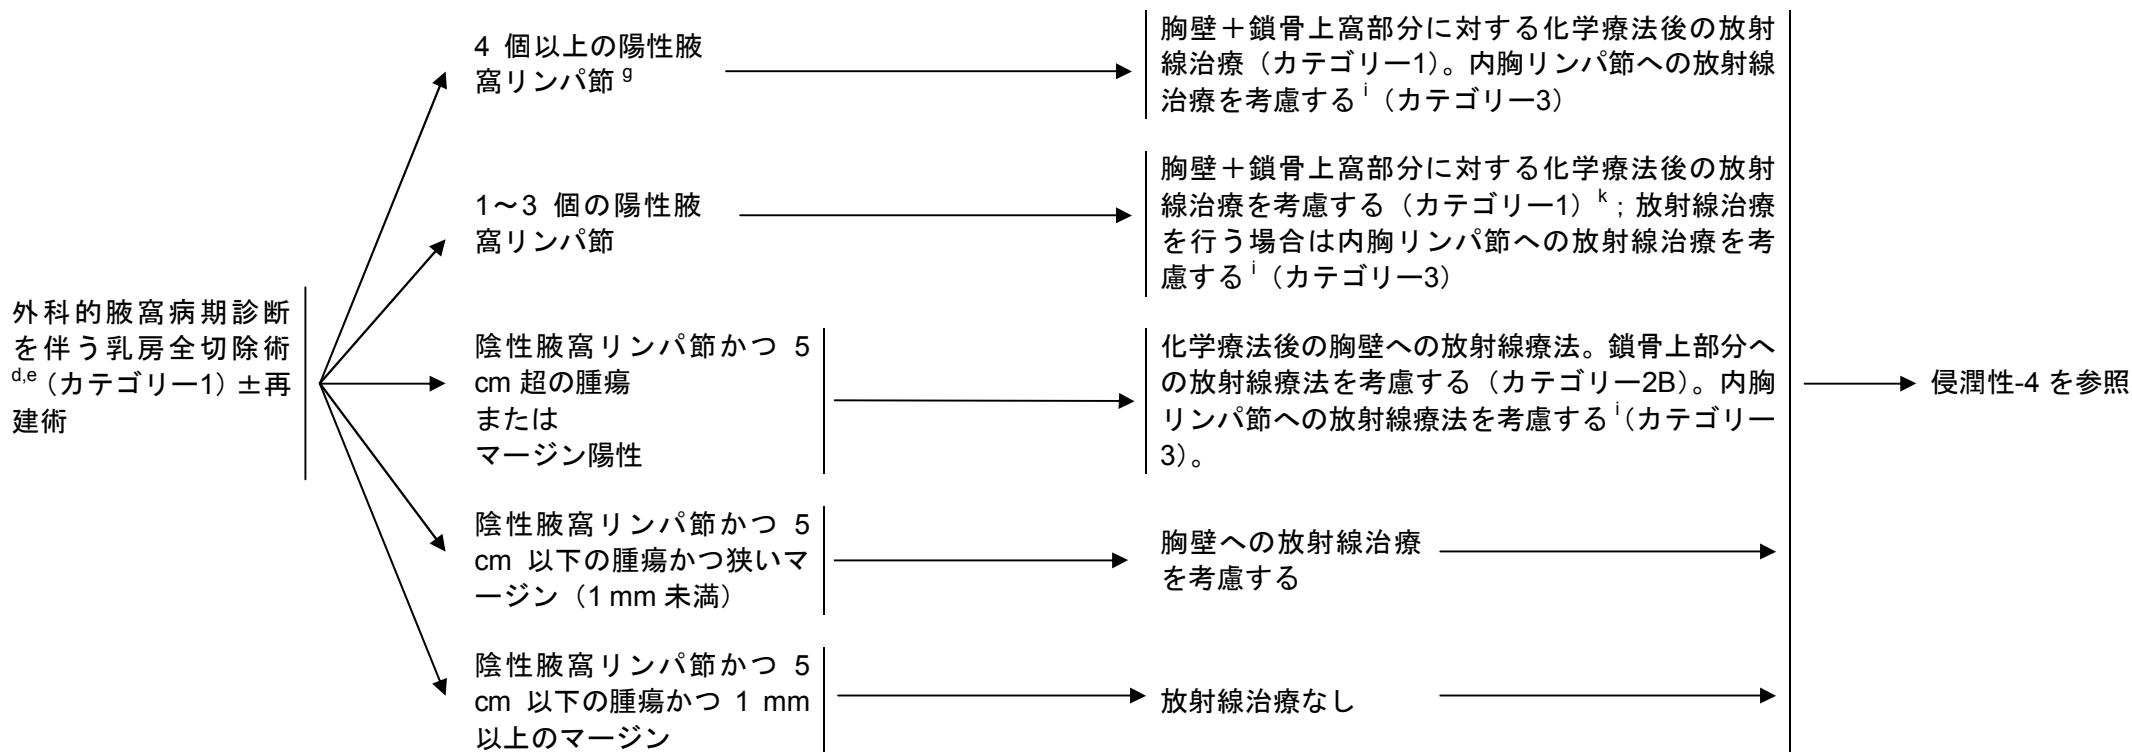 外科的腋窩病期診断
を伴う乳房全切除術
d,e（カテゴリー1）±再
建術
4 個以上の陽性腋
窩リンパ節 g
胸壁＋鎖骨上窩部分に対する化学療法後の放射
線治療（カテゴリー1）。内胸リンパ節への放射線
治療を考慮する i（カテゴリー3）
1～3 個の陽性腋
窩リンパ節
胸壁＋鎖骨上窩部分に対する化学療法後の放射
線治療を考慮する（カテゴリー1）k；放射線治療
を行う場合は内胸リンパ節への放射線治療を考
慮する i（カテゴリー3）
陰性腋窩リンパ節かつ 5
cm 超の腫瘍
または
マージン陽性
化学療法後の胸壁への放射線療法。鎖骨上部分へ
の放射線療法を考慮する（カテゴリー2B）。内胸
リンパ節への放射線療法を考慮する i（カテゴリー
3）。
陰性腋窩リンパ節かつ 5
cm 以下の腫瘍かつ狭いマ
ージン（1 mm 未満）
胸壁への放射線治療
を考慮する
陰性腋窩リンパ節かつ 5
cm 以下の腫瘍かつ 1 mm
以上のマージン
放射線治療なし
侵潤性-4 を参照